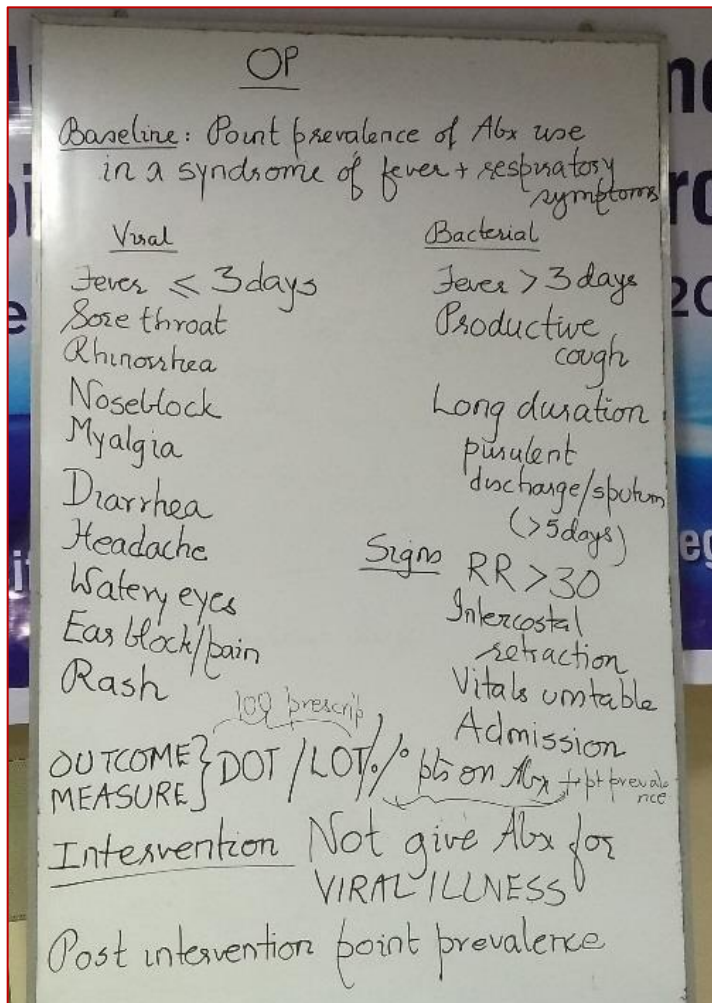 OP
Baseline: Point prevalence of Abx use
in a syndrome of fever + respiratory
symptoms
Viral
Fever ≤ 3 days
Sore throat
Rhinorrhea
Noseblock
Myalgia
Diarrhea
Headache
Watery eyes
Ear block/pain
Rash
Bacterial
Fever > 3 days
Productive
cough
Long duration
purulent
discharge/sputum
(>5days)
Signs RR > 30
Intercostal
retraction
Vitals unstable
Admission
100 prescrip
OUTCOME MEASURE } DOT / LOT / % pts on Abx + pt prevalence
Intervention Not give Abx for
VIRAL ILLNESS
Post intervention point prevalence
20